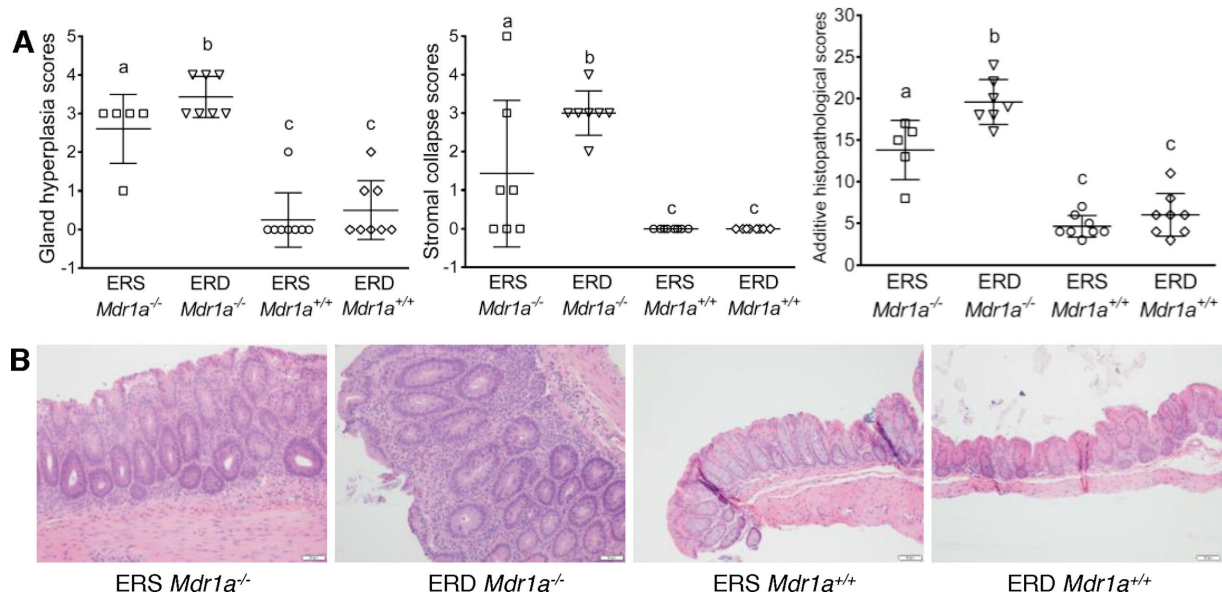 A
Gland hyperplasia scores
5
4
3
2
1
0
-1
a
b
c
c
ERS
Mdr1a-/-
ERD
Mdr1a-/-
ERS
Mdr1a+/+
ERD
Mdr1a+/+
Stromal collapse scores
5
4
3
2
1
0
-1
a
b
c
c
ERS
Mdr1a-/-
ERD
Mdr1a-/-
ERS
Mdr1a+/+
ERD
Mdr1a+/+
Additive histopathological scores
30
25
20
15
10
5
0
a
b
c
c
ERS
Mdr1a-/-
ERD
Mdr1a-/-
ERS
Mdr1a+/+
ERD
Mdr1a+/+
B
ERS Mdr1a-/-
ERD Mdr1a-/-
ERS Mdr1a+/+
ERD Mdr1a+/+